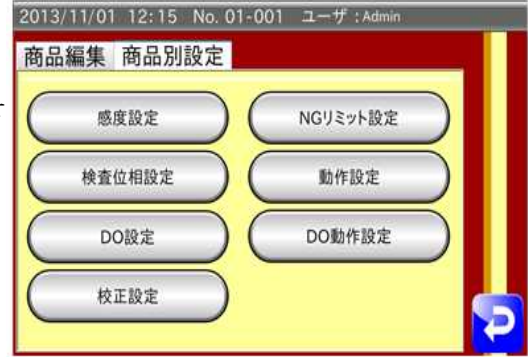 2013/11/01 12:15 No. 01-001 ユーザ：Admin
商品編集 商品別設定
感度設定 NGリミット設定
検査位相設定 動作設定
DO設定 DO動作設定
校正設定